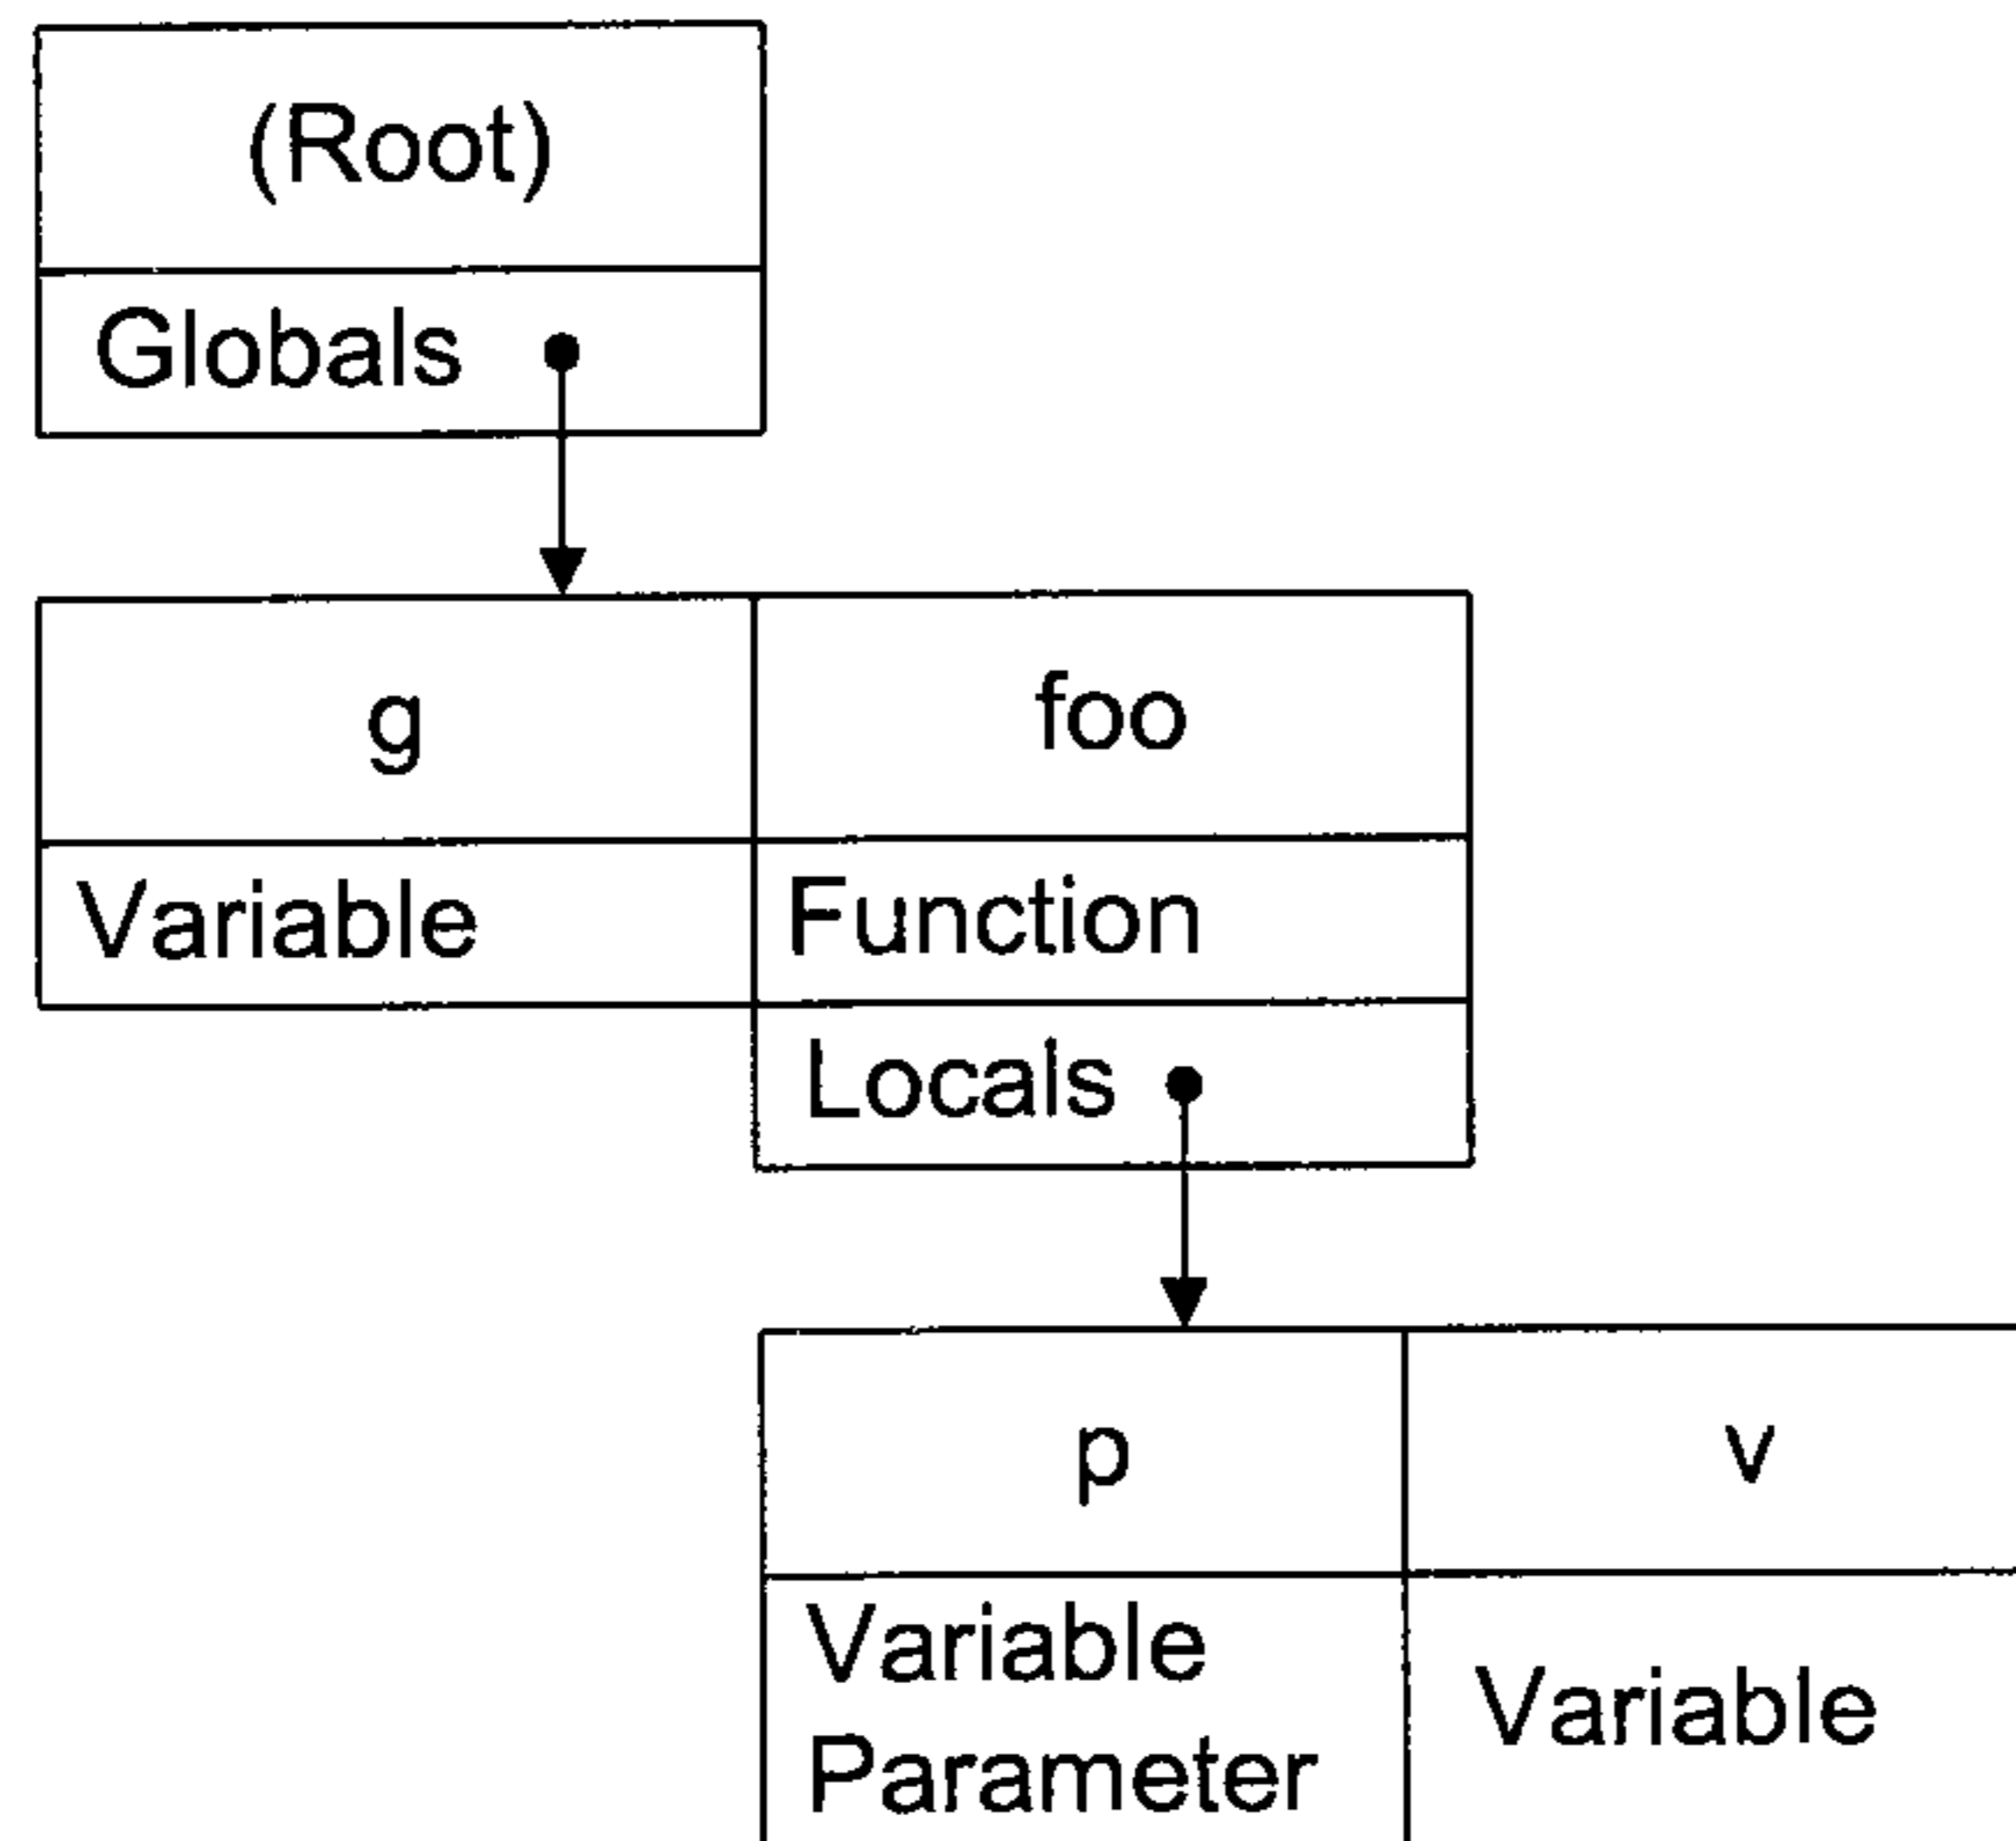 (Root)
Globals
g foo
Variable Function
Locals
p v
Variable
Parameter
Variable